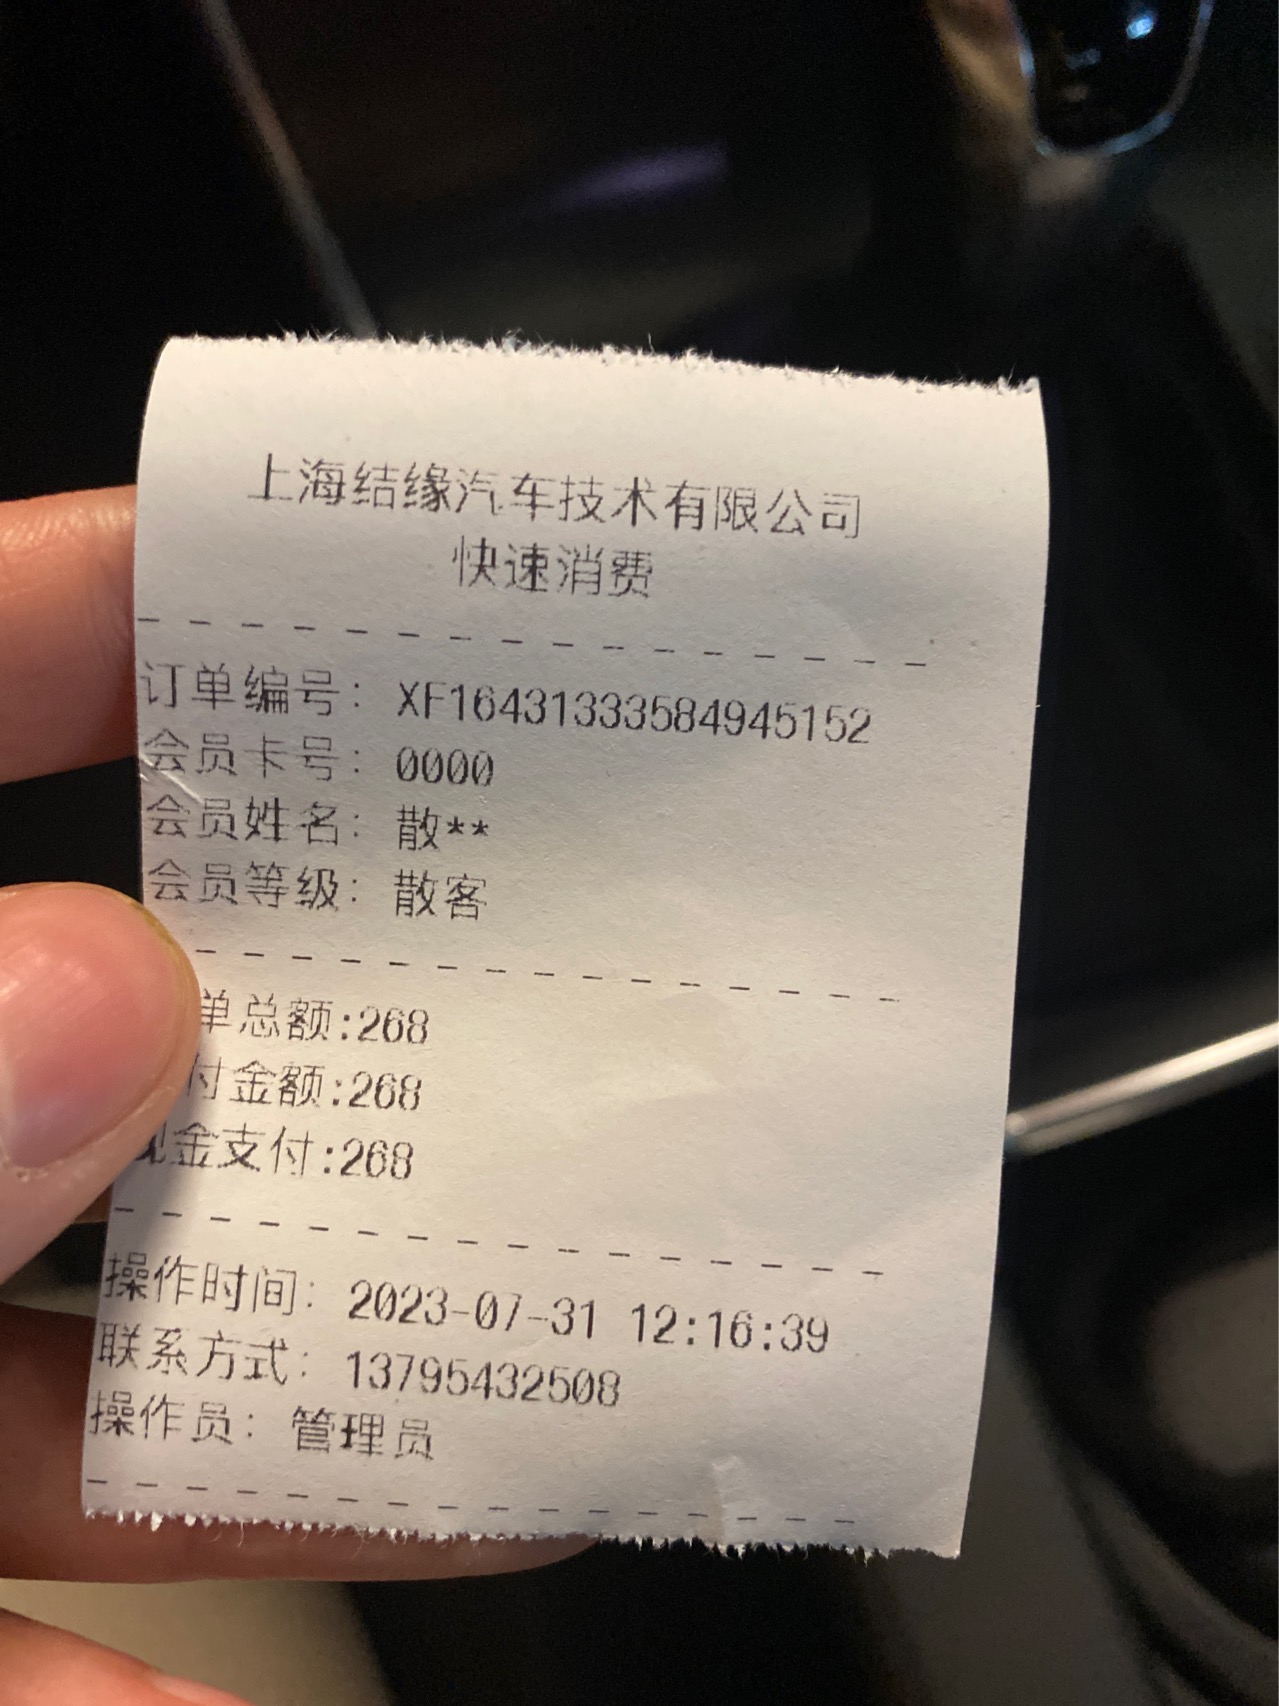 上海结缘汽车技术有限公司
快速消费
订单编号: XF16431333584945152
会员卡号: 0000
会员姓名: 散**
会员等级: 散客
单总额:268
付金额:268
现金支付:268
操作时间: 2023-07-31 12:16:39
联系方式: 13795432508
操作员: 管理员